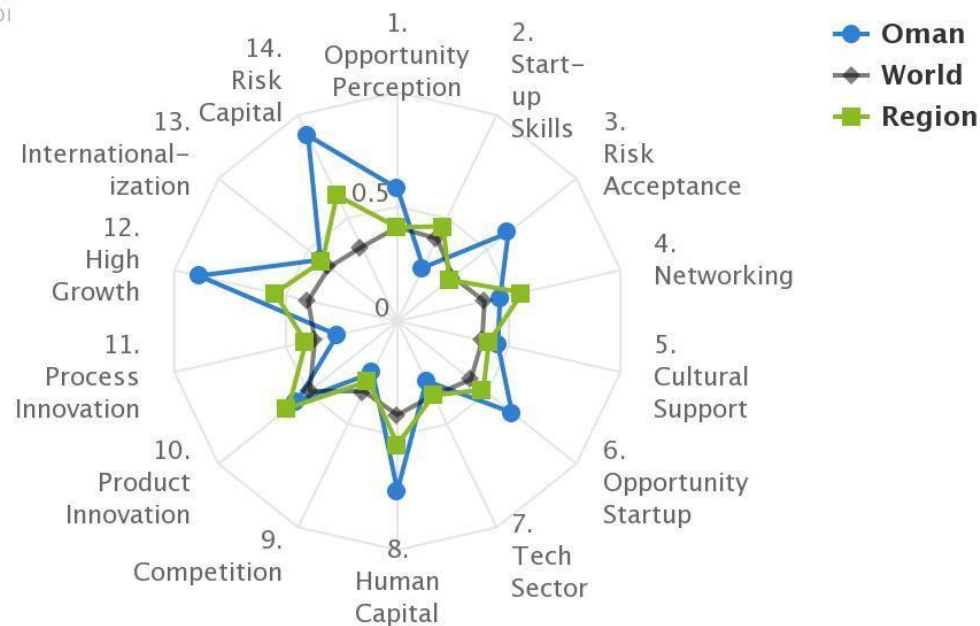 DI
1.
Opportunity
Perception
2.
Start-
up
Skills
3.
Risk
Acceptance
4.
Networking
5.
Cultural
Support
6.
Opportunity
Startup
7.
Tech
Sector
8.
Human
Capital
9.
Competition
10.
Product
Innovation
11.
Process
Innovation
12.
High
Growth
13.
International-
ization
14.
Risk
Capital
0.5
0
Oman
World
Region